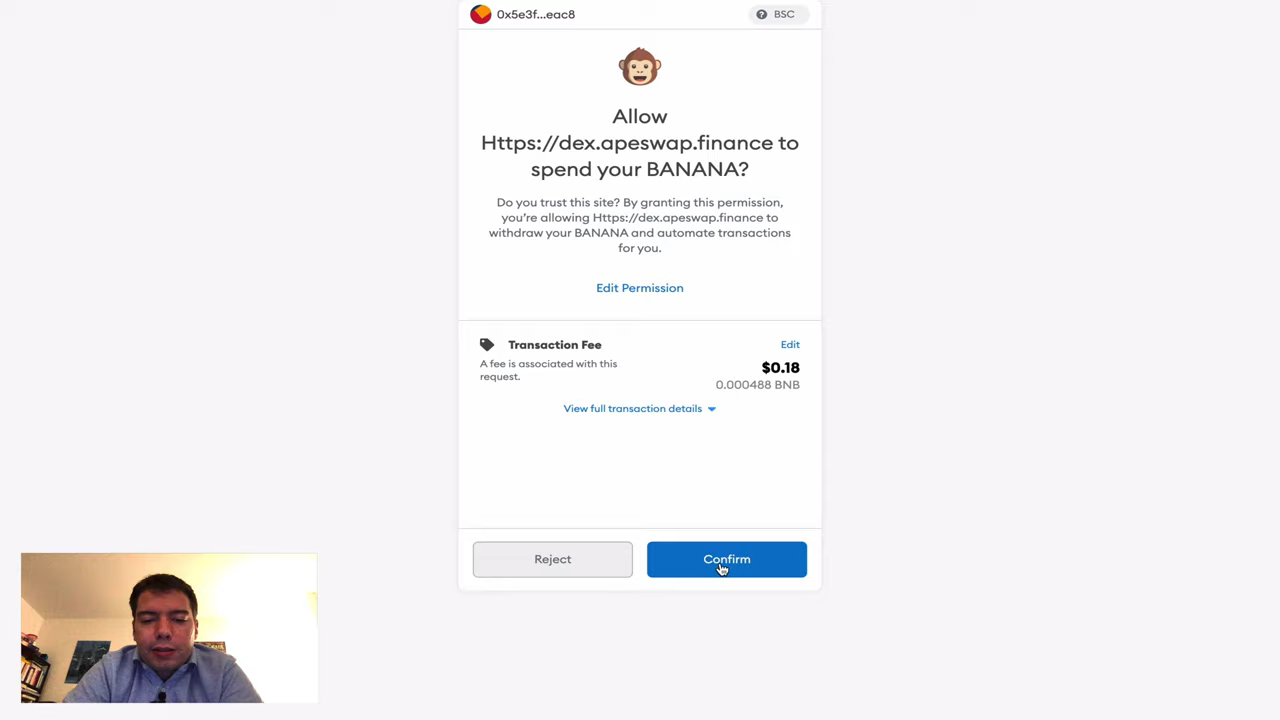 0x5e3f...eac8
BSC
Allow
Https://dex.apeswap.finance to
spend your BANANA?
Do you trust this site? By granting this permission,
you're allowing Https://dex.apeswap.finance to
withdraw your BANANA and automate transactions
for you.
Edit Permission
Transaction Fee
Edit
A fee is associated with this
request.
$0.18
0.000488 BNB
View full transaction details
Reject
Confirm